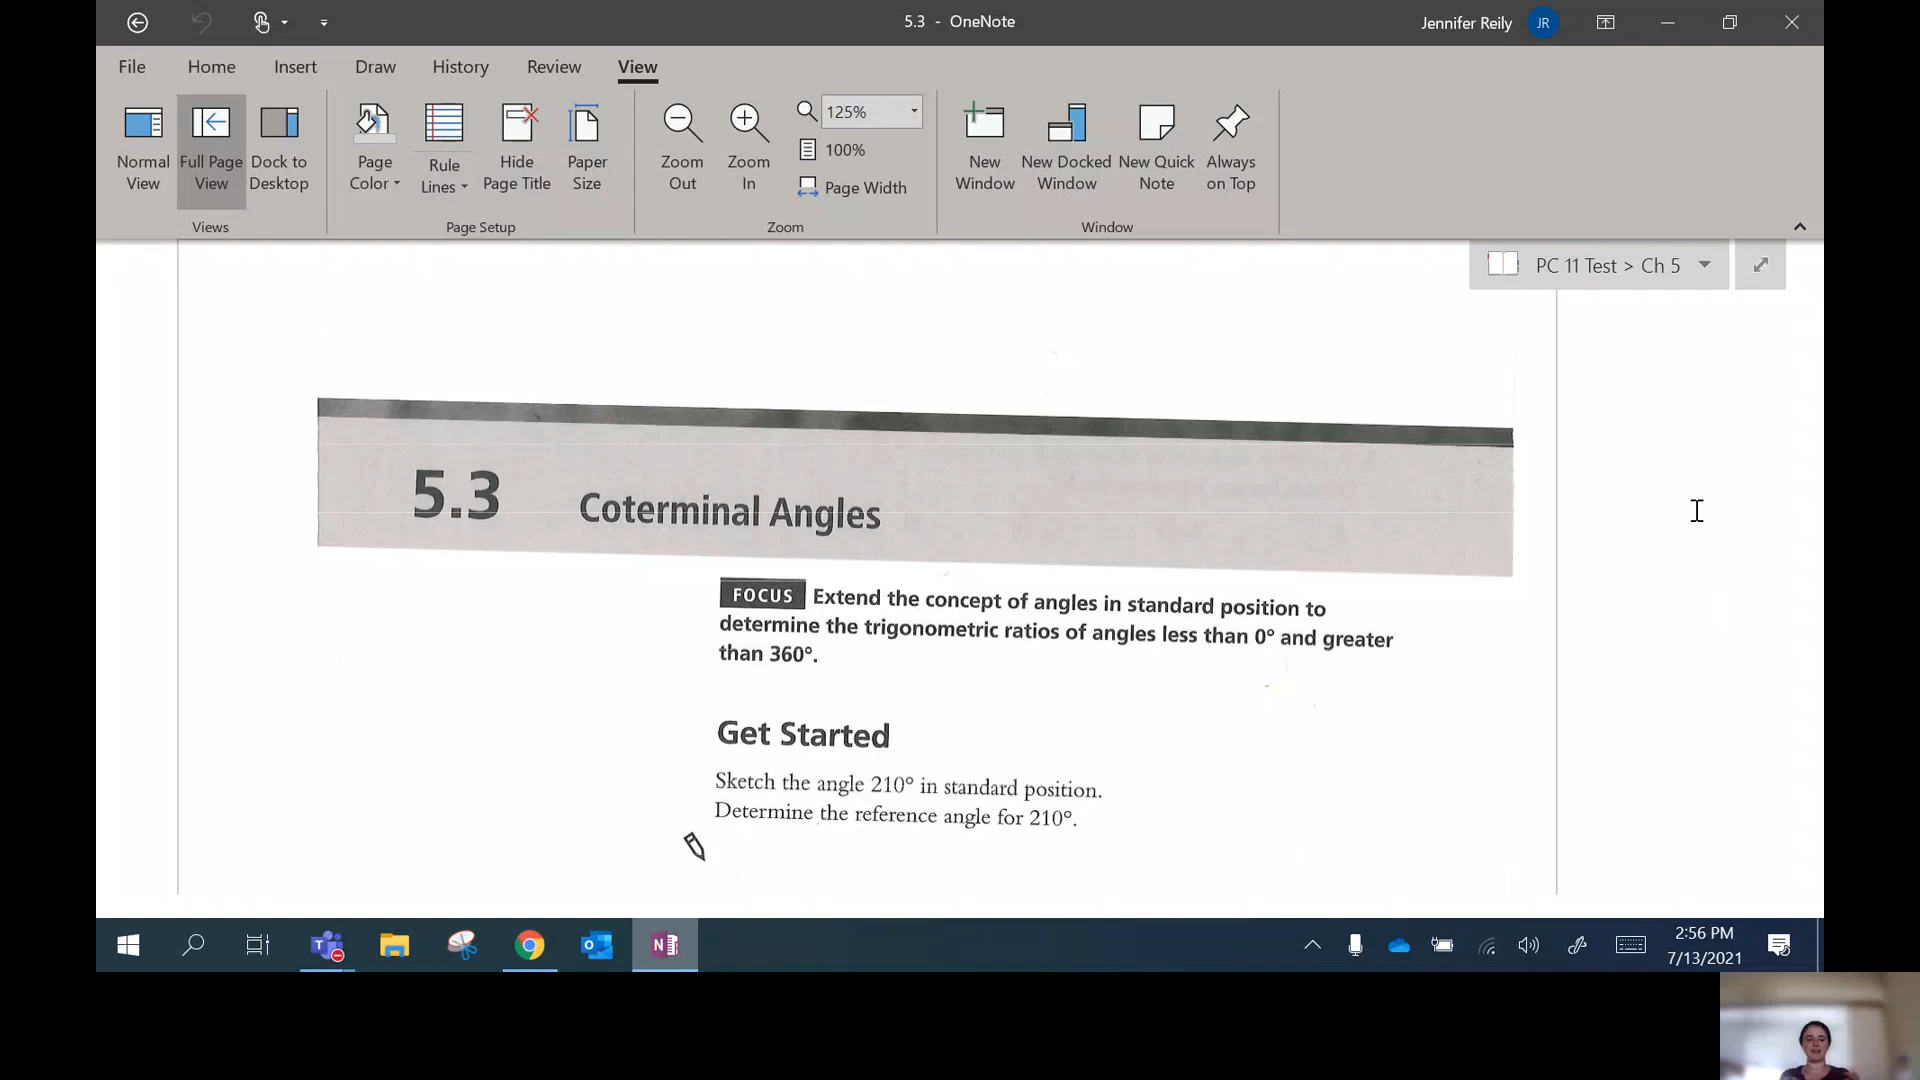 5.3 - OneNote
Jennifer Reily
JR
File Home Insert Draw History Review View
Normal View
Full Page View
Dock to Desktop
Views
Page Color
Rule Lines
Hide Page Title
Paper Size
Page Setup
Zoom Out
Zoom In
125%
100%
Page Width
Zoom
New Window
New Docked Window
New Quick Note
Always on Top
Window
PC 11 Test > Ch 5
5.3 Coterminal Angles
FOCUS Extend the concept of angles in standard position to
determine the trigonometric ratios of angles less than 0° and greater
than 360°.
Get Started
Sketch the angle 210° in standard position.
Determine the reference angle for 210°.
2:56 PM
7/13/2021